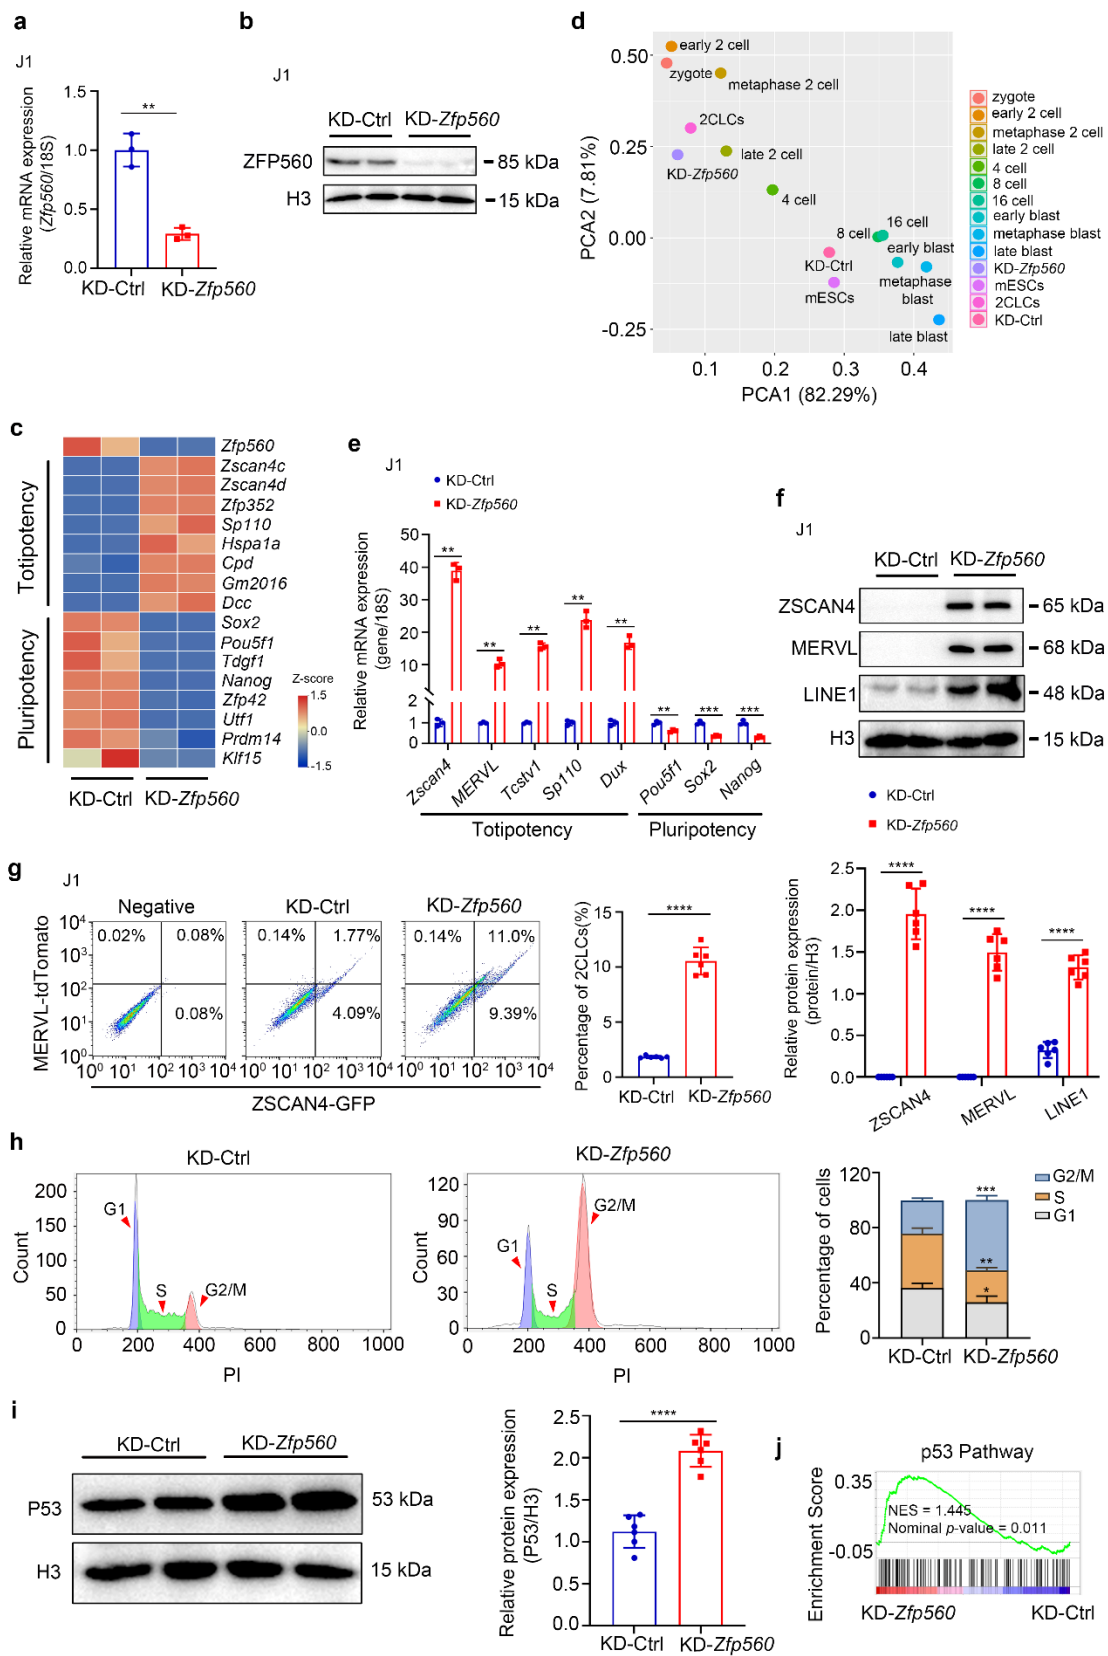 a
J1
Relative mRNA expression
(Zfp560/18S)
1.5
1.0
0.5
0.0
**
KD-Ctrl
KD-Zfp560
b
J1
KD-Ctrl KD-Zfp560
ZFP560
85 kDa
H3
15 kDa
d
PCA2 (7.81%)
0.50
0.25
0.00
-0.25
early 2 cell
zygote
metaphase 2 cell
2CLCs
late 2 cell
KD-Zfp560
4 cell
16 cell
8 cell
early blast
KD-Ctrl
mESCs
metaphase
blast
late blast
0.1 0.2 0.3 0.4
PCA1 (82.29%)
zygote
early 2 cell
metaphase 2 cell
late 2 cell
4 cell
8 cell
16 cell
early blast
metaphase blast
late blast
KD-Zfp560
mESCs
2CLCs
KD-Ctrl
c
Totipotency
Pluripotency
Zfp560
Zscan4c
Zscan4d
Zfp352
Sp110
Hspa1a
Cpd
Gm2016
Dcc
Sox2
Pou5f1
Tdgf1
Nanog
Zfp42
Utf1
Prdm14
Klf15
Z-score
1.5
-1.5
KD-Ctrl KD-Zfp560
e
J1
KD-Ctrl
KD-Zfp560
Relative mRNA expression
(gene/18S)
50
40
30
20
10
2
1
0
** ** ** ** ** ** *** ***
Zscan4
MERVL
Tcstv1
Sp110
Dux
Pou5f1
Sox2
Nanog
Totipotency
Pluripotency
f
J1
KD-Ctrl KD-Zfp560
ZSCAN4
65 kDa
MERVL
68 kDa
LINE1
48 kDa
H3
15 kDa
KD-Ctrl
KD-Zfp560
Relative protein expression
(protein/H3)
2.5
2.0
1.5
1.0
0.5
0.0
**** **** ****
ZSCAN4
MERVL
LINE1
g
J1
MERVL-tdTomato
Negative
KD-Ctrl
KD-Zfp560
10⁴
10³
10²
10¹
10⁰
0.02% 0.08%
0.08%
0.14% 1.77%
4.09%
0.14% 11.0%
9.39%
10⁰ 10¹ 10² 10³ 10⁴
10⁰ 10¹ 10² 10³ 10⁴
10⁰ 10¹ 10² 10³ 10⁴
ZSCAN4-GFP
Percentage of 2CLCs(%)
15
10
5
0
****
KD-Ctrl
KD-Zfp560
h
KD-Ctrl
Count
200
150
100
50
0
G1
S
G2/M
0 200 400 600 800 1000
PI
KD-Zfp560
Count
120
90
60
30
0
G1
S
G2/M
0 200 400 600 800 1000
PI
Percentage of cells
120
80
40
0
***
**
*
KD-Ctrl
KD-Zfp560
G2/M
S
G1
i
KD-Ctrl
KD-Zfp560
P53
53 kDa
H3
15 kDa
Relative protein expression
(P53/H3)
2.5
2.0
1.5
1.0
0.5
0.0
****
KD-Ctrl
KD-Zfp560
j
p53 Pathway
Enrichment Score
0.35
-0.05
NES = 1.445
Nominal p-value = 0.011
KD-Zfp560
KD-Ctrl